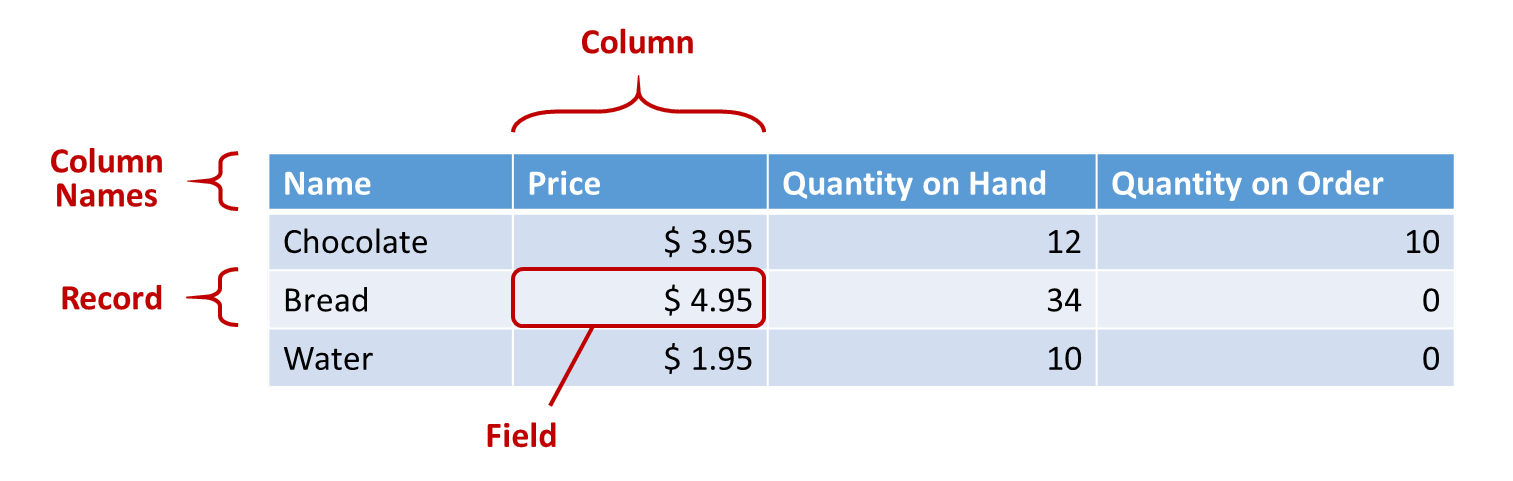 Column
Column
Names
Name Price Quantity on Hand Quantity on Order
Chocolate $ 3.95 12 10
Record
Bread $ 4.95 34 0
Water $ 1.95 10 0
Field